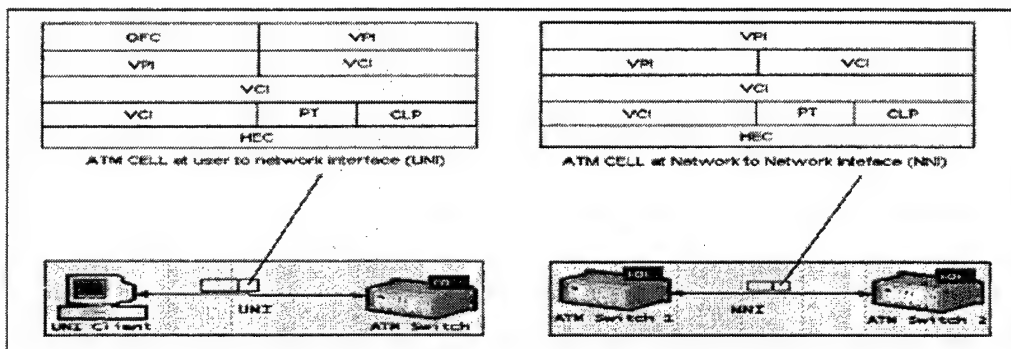 GFC VPI
VPI VCI
VCI
VCI PT CLP
HEC
ATM CELL at user to network interface (UNI)
VPI
VPI VCI
VCI
VCI PT CLP
HEC
ATM CELL at Network to Network Inteface (NNI)
UNI Client
UNI
ATM Switch
ATM Switch 1
NNI
ATM Switch 2